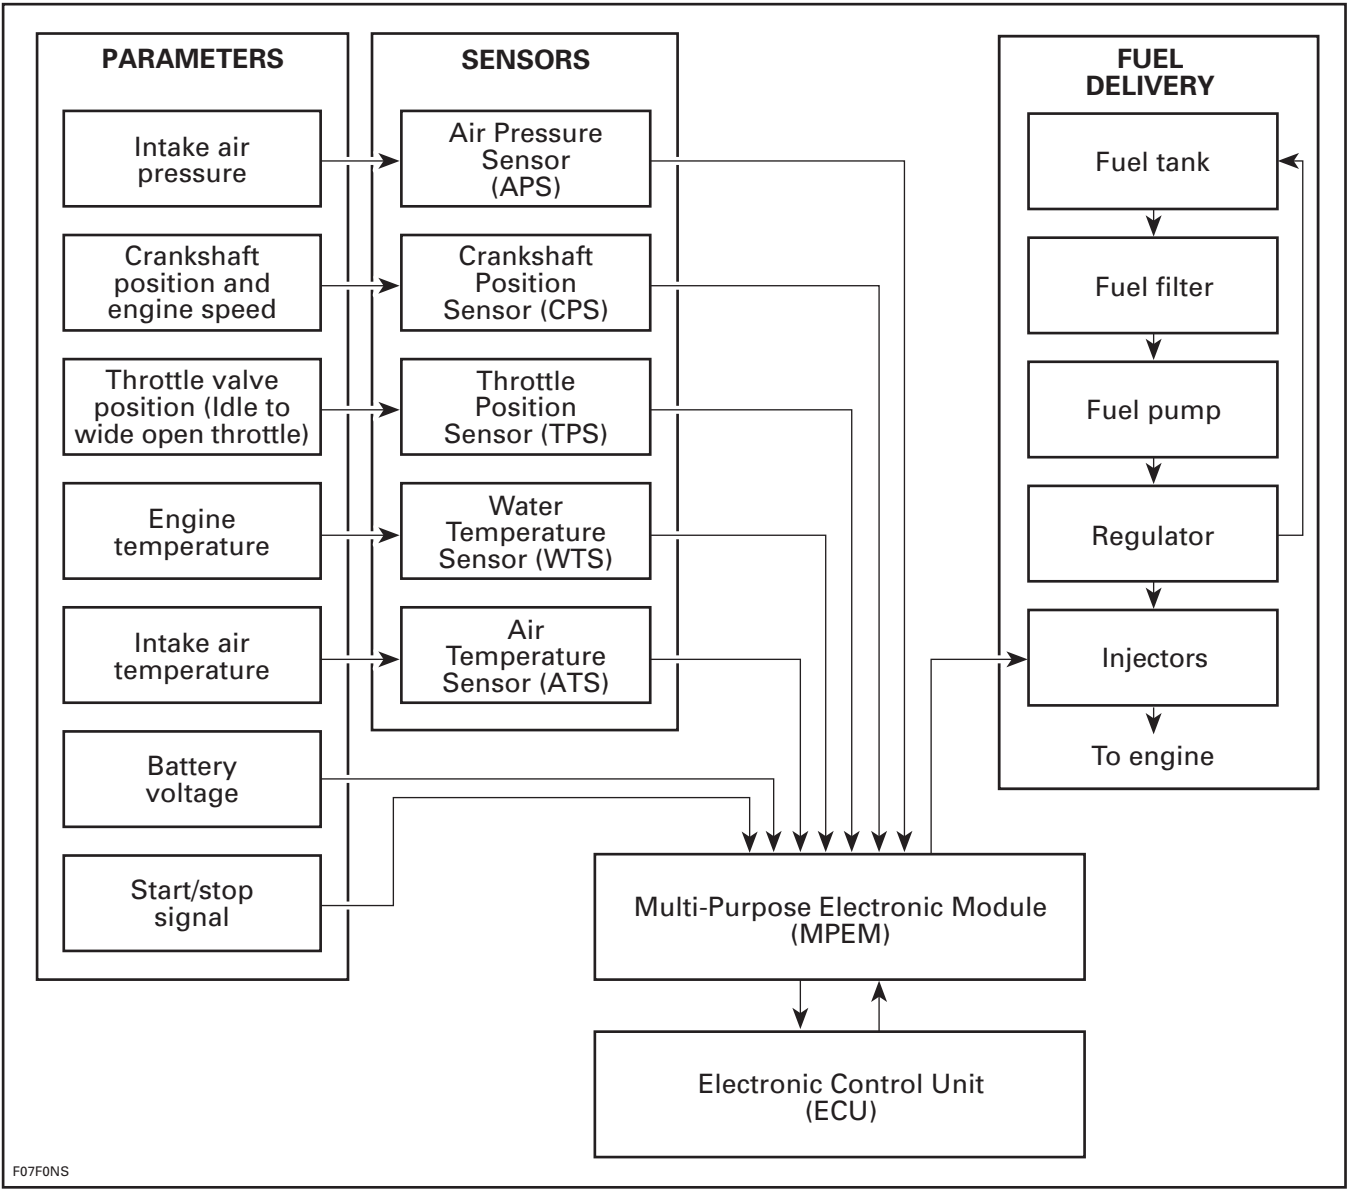 PARAMETERS
Intake air
pressure
Crankshaft
position and
engine speed
Throttle valve
position (Idle to
wide open throttle)
Engine
temperature
Intake air
temperature
Battery
voltage
Start/stop
signal
SENSORS
Air Pressure
Sensor
(APS)
Crankshaft
Position
Sensor (CPS)
Throttle
Position
Sensor (TPS)
Water
Temperature
Sensor (WTS)
Air
Temperature
Sensor (ATS)
FUEL
DELIVERY
Fuel tank
Fuel filter
Fuel pump
Regulator
Injectors
To engine
Multi-Purpose Electronic Module
(MPEM)
Electronic Control Unit
(ECU)
F07F0NS